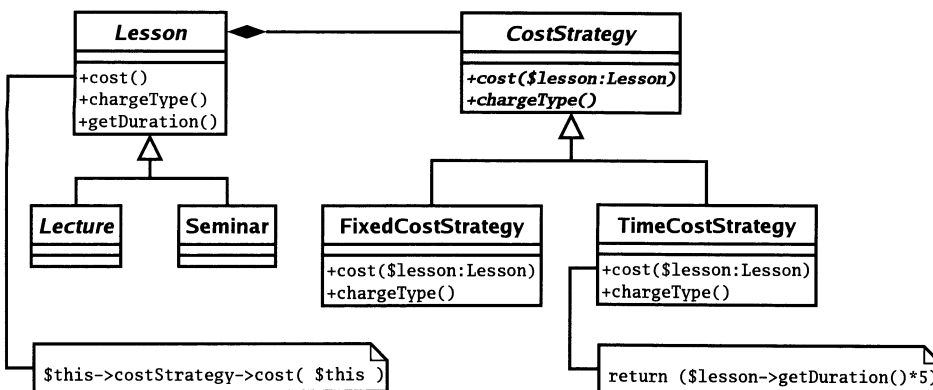 Lesson
+cost()
+chargeType()
+getDuration()
CostStrategy
+cost($lesson:Lesson)
+chargeType()
Lecture
Seminar
FixedCostStrategy
+cost($lesson:Lesson)
+chargeType()
TimeCostStrategy
+cost($lesson:Lesson)
+chargeType()
$this->costStrategy->cost( $this )
return ($lesson->getDuration()*5)